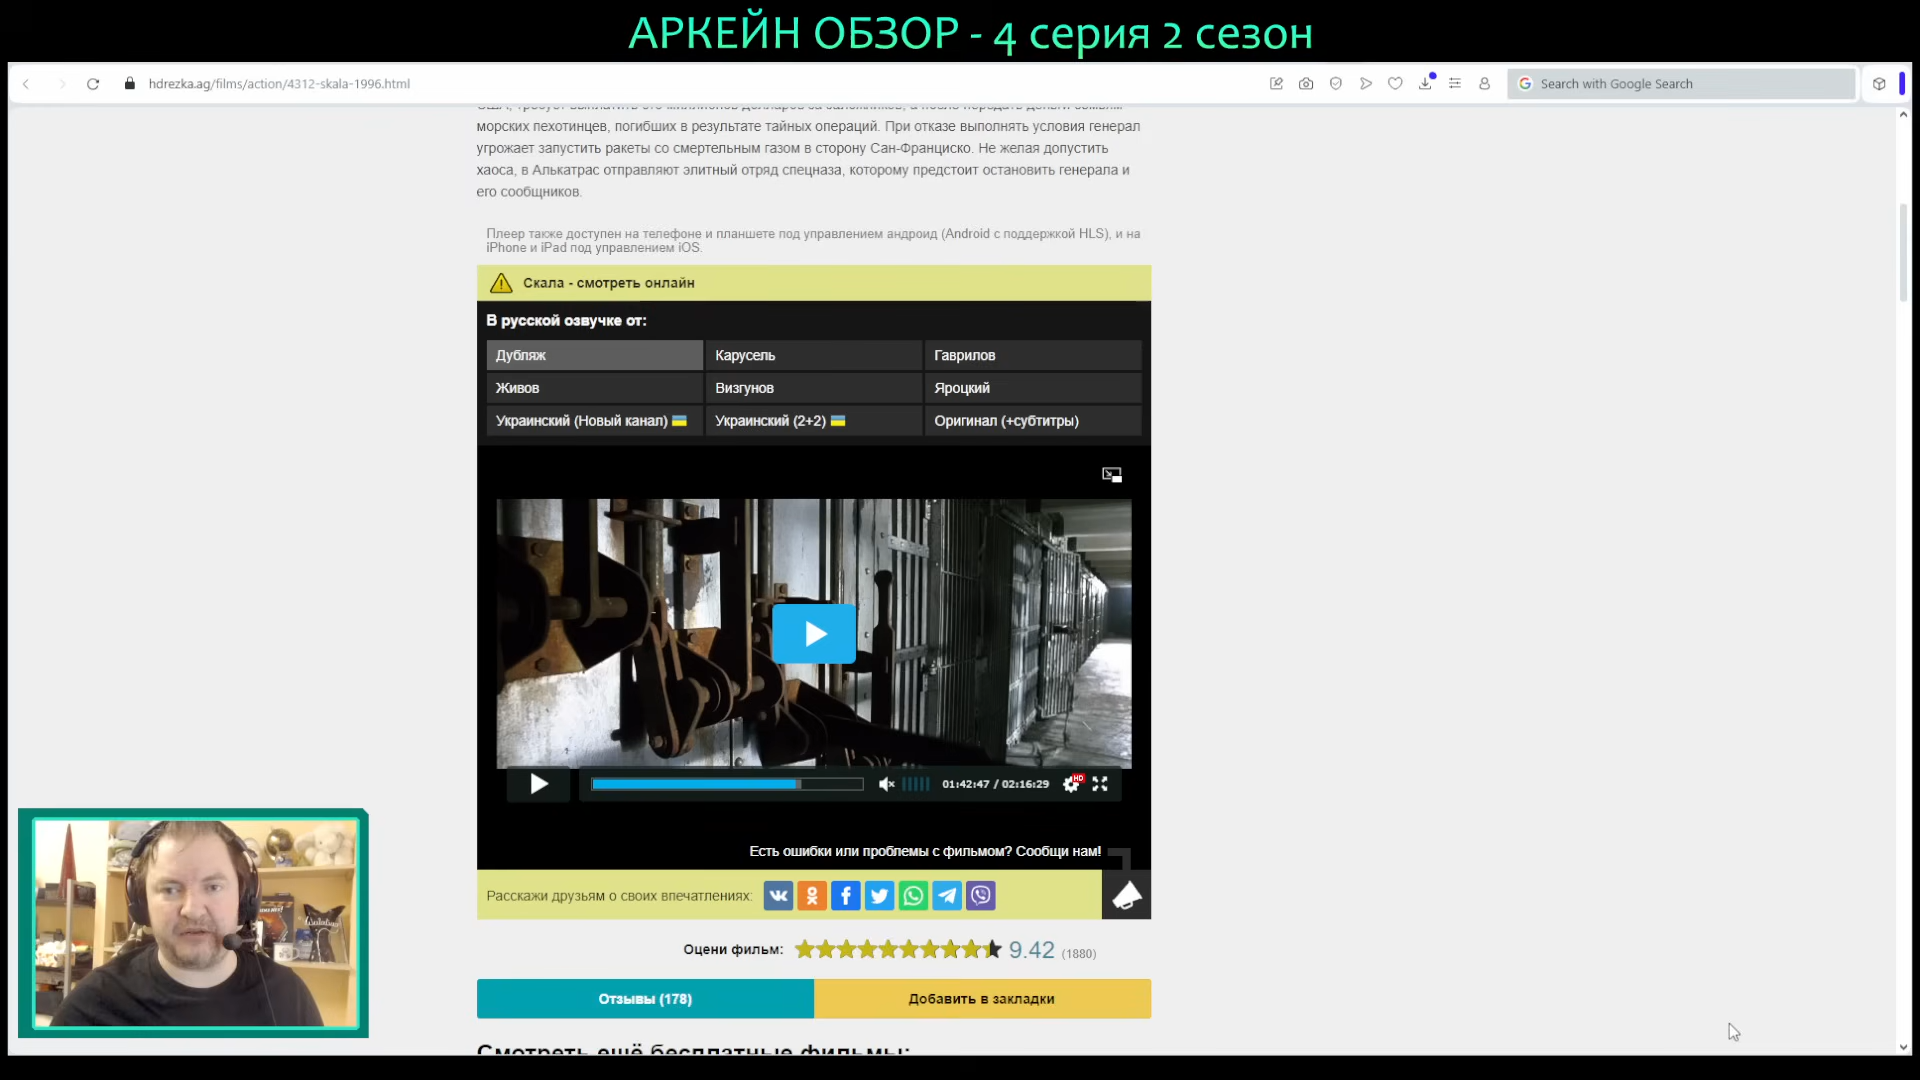 АРКЕЙН ОБЗОР - 4 серия 2 сезон
hdrezka.ag/films/action/4312-skala-1996.html
Search with Google Search
морских пехотинцев, погибших в результате тайных операций. При отказе выполнять условия генерал
угрожает запустить ракеты со смертельным газом в сторону Сан-Франциско. Не желая допустить
хаоса, в Алькатрас отправляют элитный отряд спецназа, которому предстоит остановить генерала и
его сообщников.
Плеер также доступен на телефоне и планшете под управлением андроид (Android с поддержкой HLS), и на
iPhone и iPad под управлением iOS.
Скала - смотреть онлайн
В русской озвучке от:
Дубляж Карусель Гаврилов
Живов Визгунов Яроцкий
Украинский (Новый канал) Украинский (2+2) Оригинал (+субтитры)
01:42:47 / 02:16:29 HD
Есть ошибки или проблемы с фильмом? Сообщи нам!
Расскажи друзьям о своих впечатлениях:
Оцени фильм: 9.42 (1880)
Отзывы (178) Добавить в закладки
Смотреть ещё бесплатные фильмы: